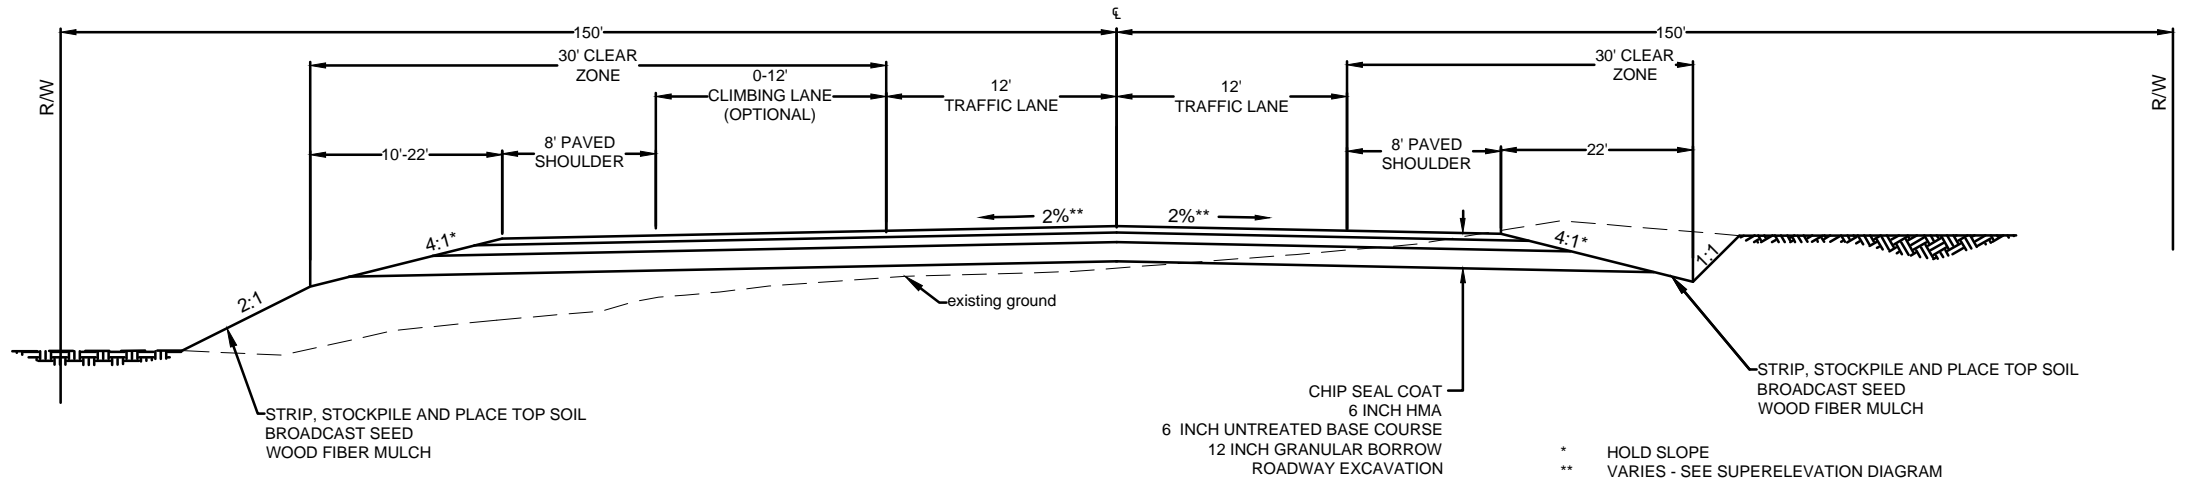 ℄
150'
150'
30' CLEAR
ZONE
30' CLEAR
ZONE
R/W
R/W
0-12'
CLIMBING LANE
(OPTIONAL)
12'
TRAFFIC LANE
12'
TRAFFIC LANE
10'-22'
8' PAVED
SHOULDER
8' PAVED
SHOULDER
22'
2%**
2%**
4:1*
4:1*
1:1
2:1
existing ground
STRIP, STOCKPILE AND PLACE TOP SOIL
BROADCAST SEED
WOOD FIBER MULCH
CHIP SEAL COAT
6 INCH HMA
6 INCH UNTREATED BASE COURSE
12 INCH GRANULAR BORROW
ROADWAY EXCAVATION
STRIP, STOCKPILE AND PLACE TOP SOIL
BROADCAST SEED
WOOD FIBER MULCH
* HOLD SLOPE
** VARIES - SEE SUPERELEVATION DIAGRAM